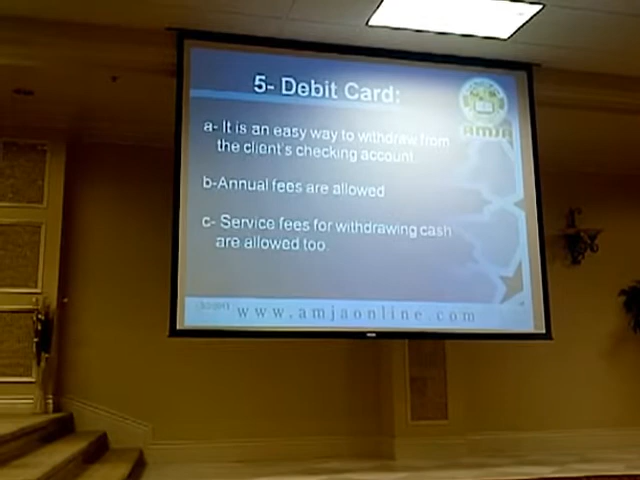 5- Debit Card:
AMJA
a- It is an easy way to withdraw from
the client's checking account
b-Annual fees are allowed
c- Service fees for withdrawing cash
are allowed too.
www.amjaonline.com